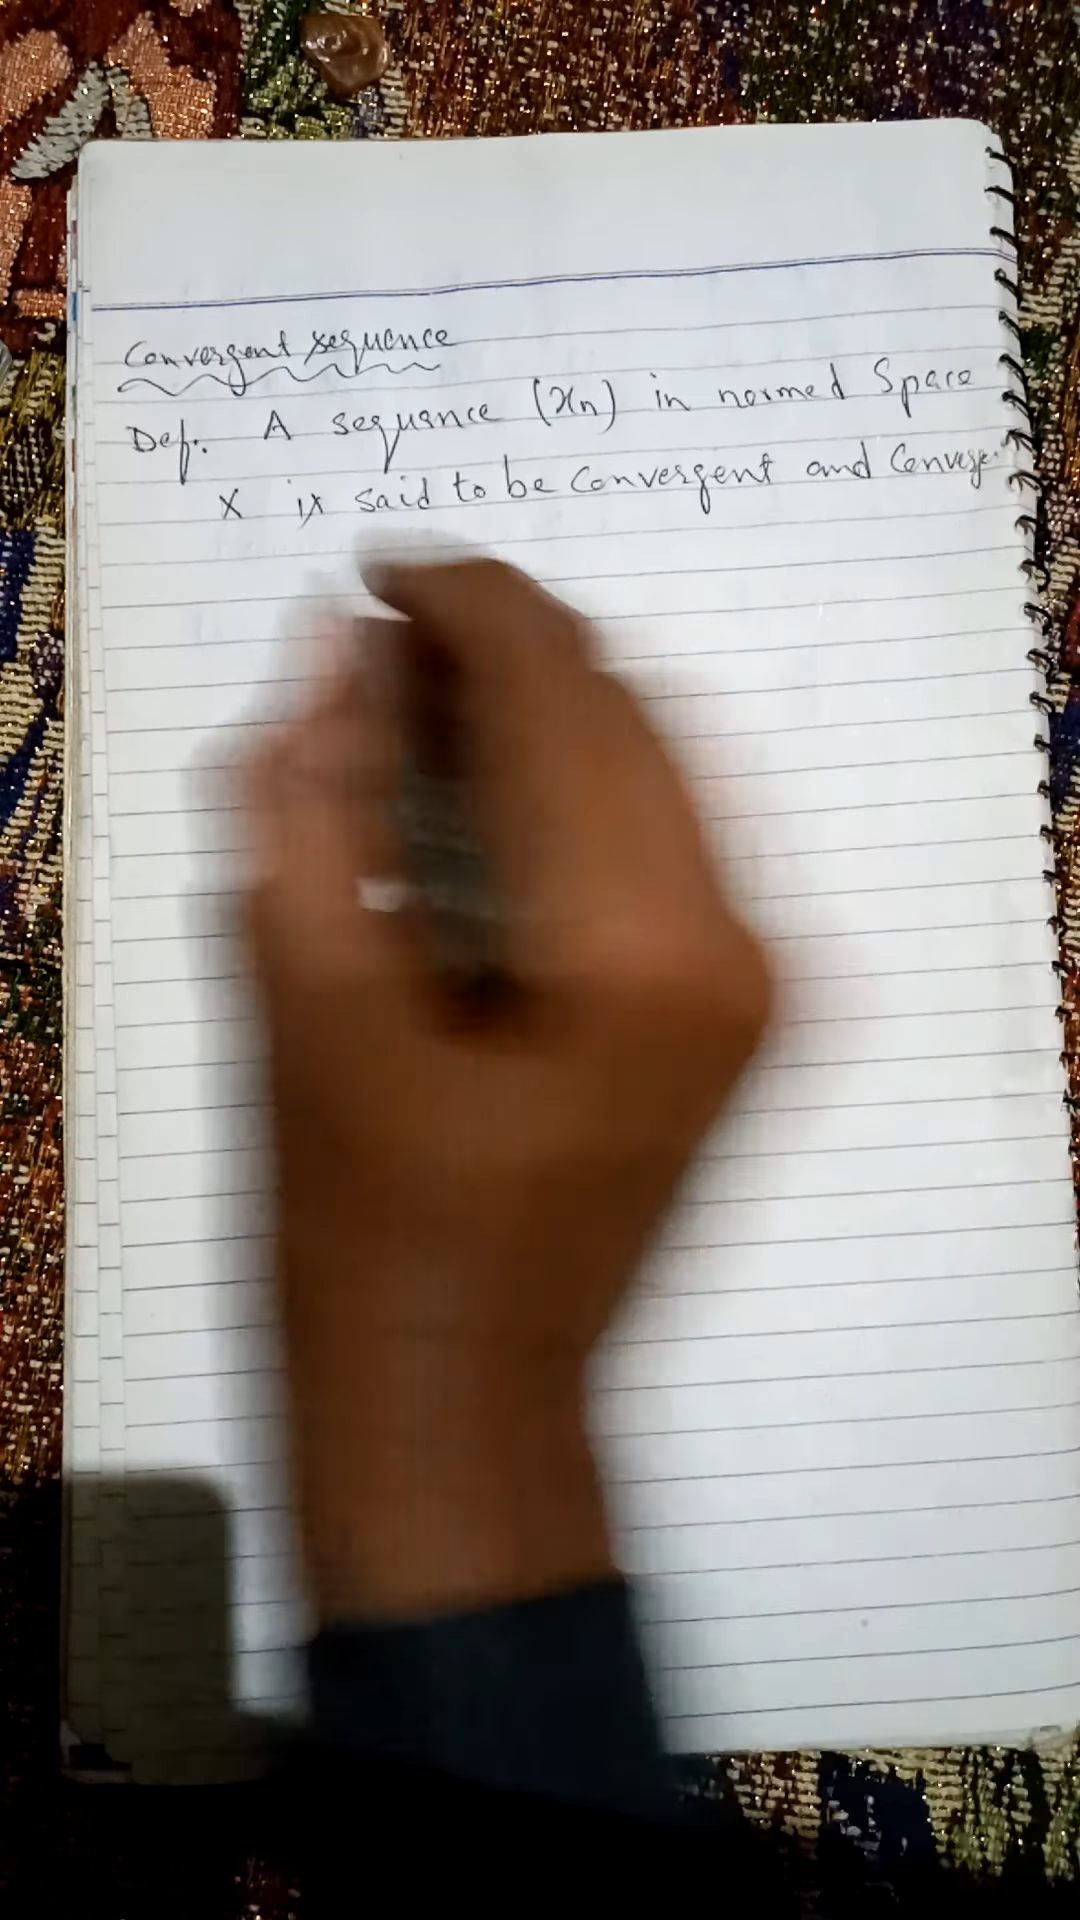 Convergent sequence
Def. A sequence (xn) in normed Space
X is said to be Convergent and Converge